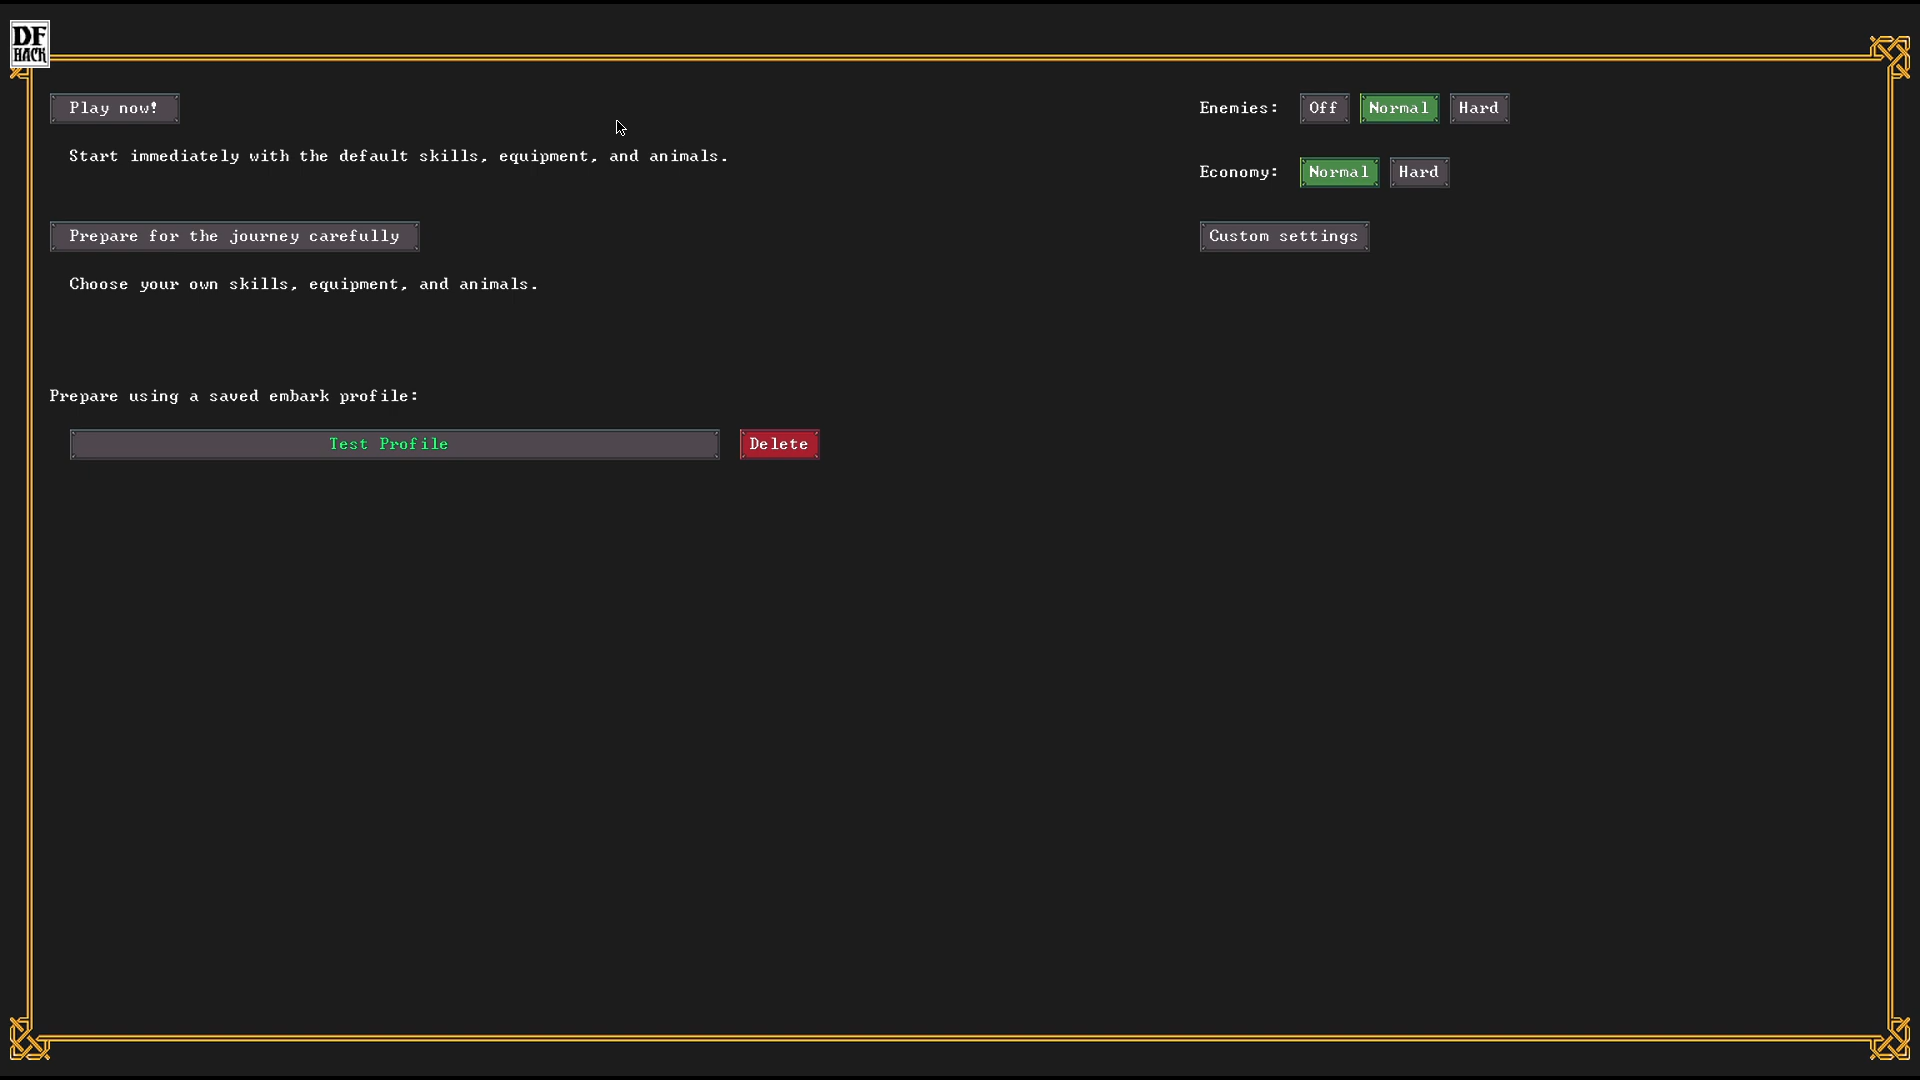 DF
HACK
Play now!
Start immediately with the default skills, equipment, and animals.
Prepare for the journey carefully
Choose your own skills, equipment, and animals.
Prepare using a saved embark profile:
Test Profile Delete
Enemies: Off Normal Hard
Economy: Normal Hard
Custom settings